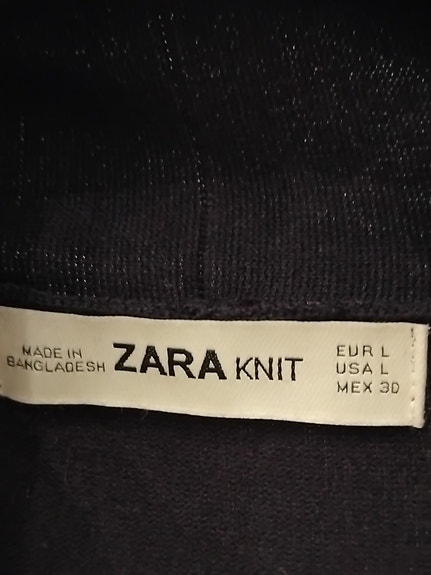 MADE IN
BANGLADESH
ZARA KNIT
EUR L
USA L
MEX 30